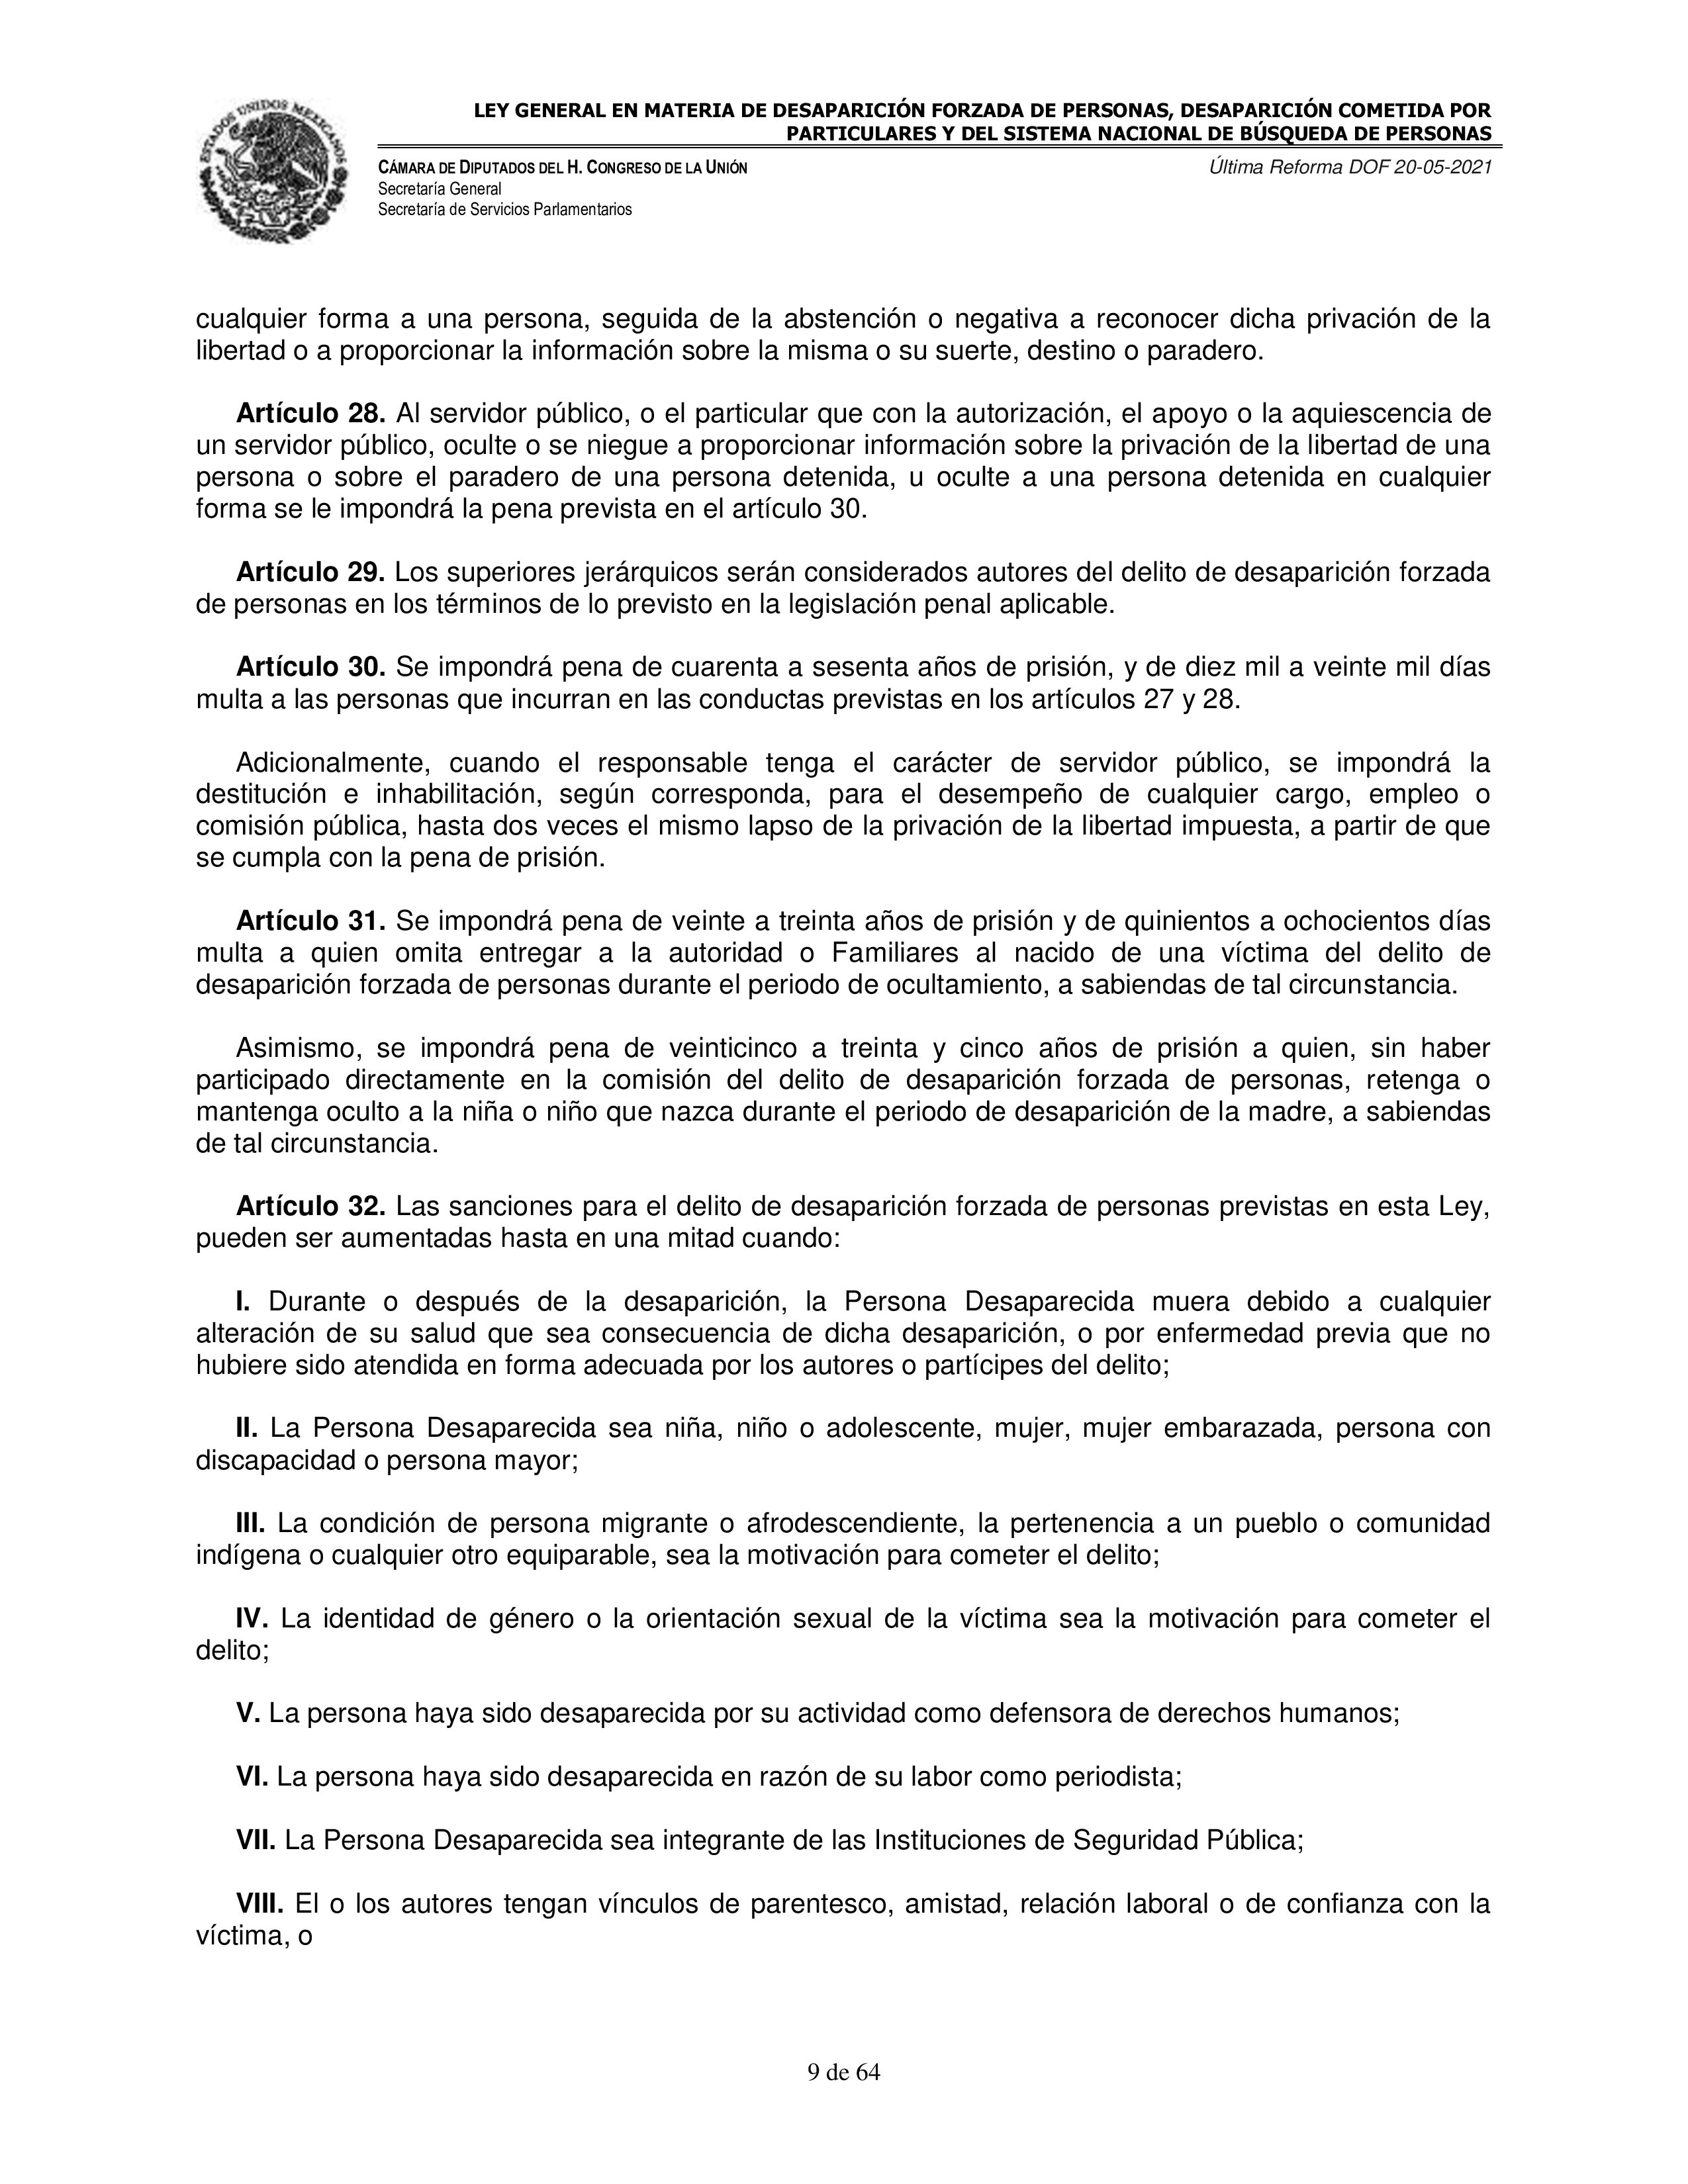 ESTADOS UNIDOS MEXICANOS
LEY GENERAL EN MATERIA DE DESAPARICIÓN FORZADA DE PERSONAS, DESAPARICIÓN COMETIDA POR
PARTICULARES Y DEL SISTEMA NACIONAL DE BÚSQUEDA DE PERSONAS
CÁMARA DE DIPUTADOS DEL H. CONGRESO DE LA UNIÓN
Última Reforma DOF 20-05-2021
Secretaría General
Secretaría de Servicios Parlamentarios
cualquier forma a una persona, seguida de la abstención o negativa a reconocer dicha privación de la
libertad o a proporcionar la información sobre la misma o su suerte, destino o paradero.
Artículo 28. Al servidor público, o el particular que con la autorización, el apoyo o la aquiescencia de
un servidor público, oculte o se niegue a proporcionar información sobre la privación de la libertad de una
persona o sobre el paradero de una persona detenida, u oculte a una persona detenida en cualquier
forma se le impondrá la pena prevista en el artículo 30.
Artículo 29. Los superiores jerárquicos serán considerados autores del delito de desaparición forzada
de personas en los términos de lo previsto en la legislación penal aplicable.
Artículo 30. Se impondrá pena de cuarenta a sesenta años de prisión, y de diez mil a veinte mil días
multa a las personas que incurran en las conductas previstas en los artículos 27 y 28.
Adicionalmente, cuando el responsable tenga el carácter de servidor público, se impondrá la
destitución e inhabilitación, según corresponda, para el desempeño de cualquier cargo, empleo o
comisión pública, hasta dos veces el mismo lapso de la privación de la libertad impuesta, a partir de que
se cumpla con la pena de prisión.
Artículo 31. Se impondrá pena de veinte a treinta años de prisión y de quinientos a ochocientos días
multa a quien omita entregar a la autoridad o Familiares al nacido de una víctima del delito de
desaparición forzada de personas durante el periodo de ocultamiento, a sabiendas de tal circunstancia.
Asimismo, se impondrá pena de veinticinco a treinta y cinco años de prisión a quien, sin haber
participado directamente en la comisión del delito de desaparición forzada de personas, retenga o
mantenga oculto a la niña o niño que nazca durante el periodo de desaparición de la madre, a sabiendas
de tal circunstancia.
Artículo 32. Las sanciones para el delito de desaparición forzada de personas previstas en esta Ley,
pueden ser aumentadas hasta en una mitad cuando:
I. Durante o después de la desaparición, la Persona Desaparecida muera debido a cualquier
alteración de su salud que sea consecuencia de dicha desaparición, o por enfermedad previa que no
hubiere sido atendida en forma adecuada por los autores o partícipes del delito;
II. La Persona Desaparecida sea niña, niño o adolescente, mujer, mujer embarazada, persona con
discapacidad o persona mayor;
III. La condición de persona migrante o afrodescendiente, la pertenencia a un pueblo o comunidad
indígena o cualquier otro equiparable, sea la motivación para cometer el delito;
IV. La identidad de género o la orientación sexual de la víctima sea la motivación para cometer el
delito;
V. La persona haya sido desaparecida por su actividad como defensora de derechos humanos;
VI. La persona haya sido desaparecida en razón de su labor como periodista;
VII. La Persona Desaparecida sea integrante de las Instituciones de Seguridad Pública;
VIII. El o los autores tengan vínculos de parentesco, amistad, relación laboral o de confianza con la
víctima, o
9 de 64